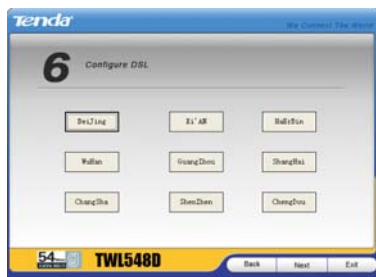 Tenda
We Connect The World
6
Configure DSL
BeiJing
Xi'AN
HaErBin
WuHan
GuangZhou
ShangHai
ChangSha
ShenZhen
ChengDou
54
TWL548D
Back
Next
Exit